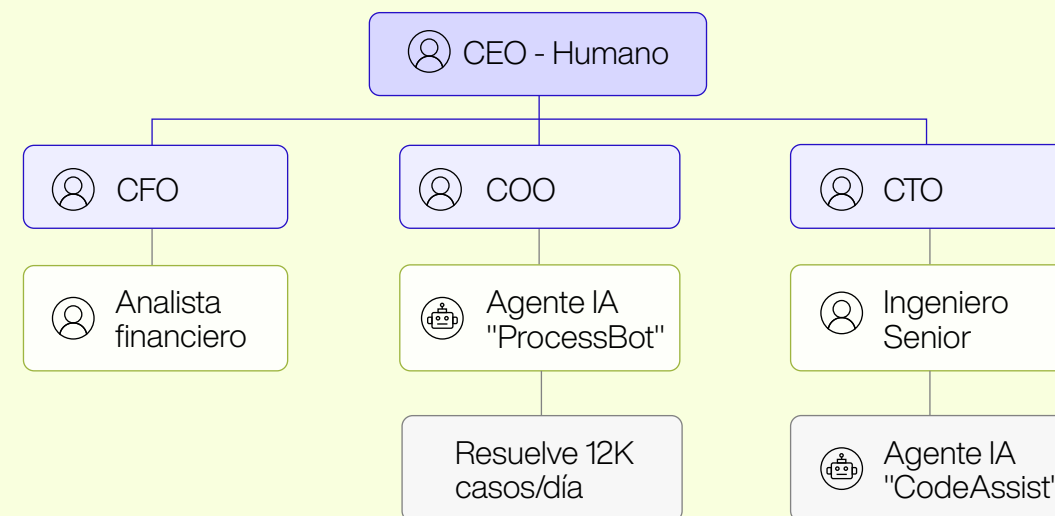 CEO - Humano
CFO
COO
CTO
Analista
financiero
Agente IA
"ProcessBot"
Ingeniero
Senior
Resuelve 12K
casos/día
Agente IA
"CodeAssist"